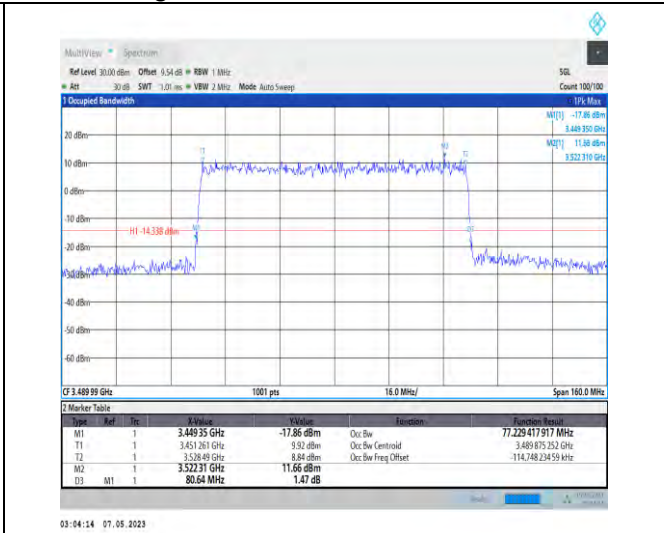 MultiView Spectrum
Ref Level 30.00 dBm Offset 9.54 dB RBW 1 MHz SGL
Att 30 dB SWT 1.01 ms VBW 2 MHz Mode Auto Sweep Count 100/100
1 Occupied Bandwidth 1Pk Max
M1[1] -17.86 dBm
3.449 350 GHz
M2[1] 11.66 dBm
3.522 310 GHz
20 dBm
M2
T1 T2
10 dBm
0 dBm
-10 dBm
H1 -14.338 dBm M1 D3
-20 dBm
-30 dBm
-40 dBm
-50 dBm
-60 dBm
CF 3.489 99 GHz 1001 pts 16.0 MHz/ Span 160.0 MHz
2 Marker Table
Type Ref Trc X-Value Y-Value Function Function Result
M1 1 3.449 35 GHz -17.86 dBm Occ Bw 77.229 417 917 MHz
T1 1 3.451 261 GHz 9.92 dBm Occ Bw Centroid 3.489 875 252 GHz
T2 1 3.528 49 GHz 8.84 dBm Occ Bw Freq Offset -114.748 234 59 kHz
M2 1 3.522 31 GHz 11.66 dBm
D3 M1 1 80.64 MHz 1.47 dB
03:04:14 07.05.2023